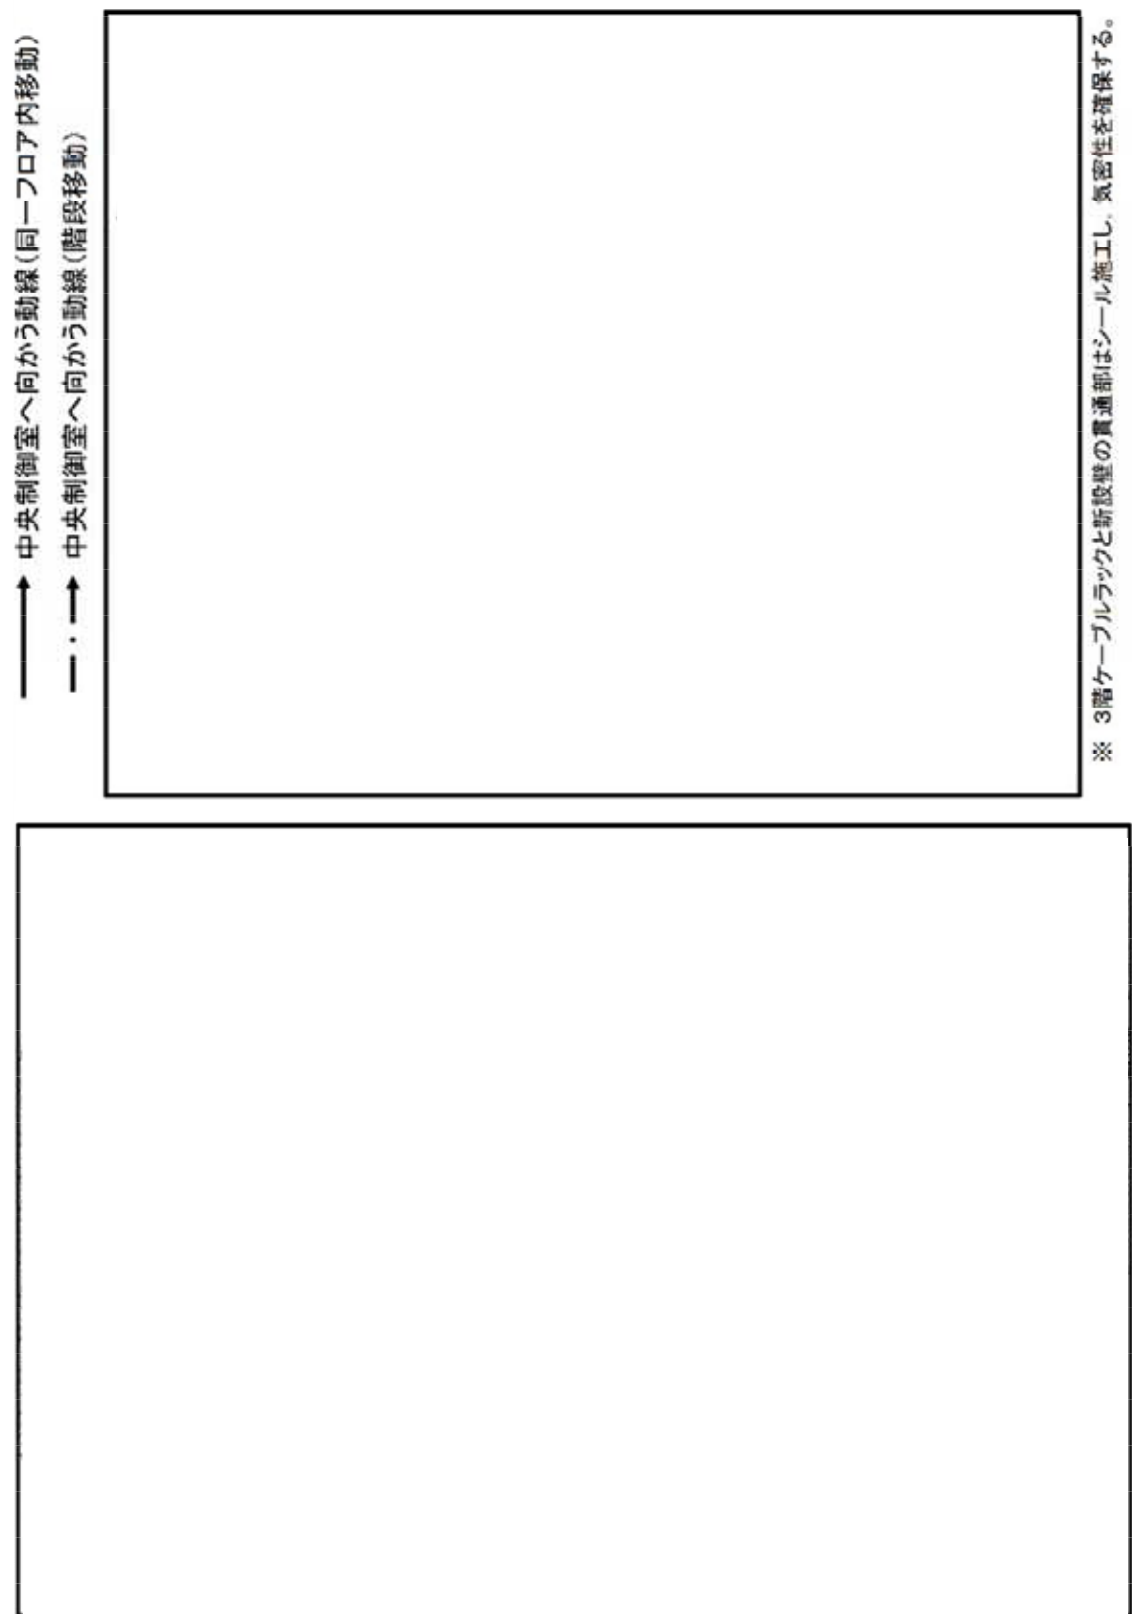 中央制御室へ向かう動線(同一フロア内移動)
中央制御室へ向かう動線(階段移動)
※ 3階ケーブルラックと新設壁の貫通部はシール施工し、気密性を確保する。